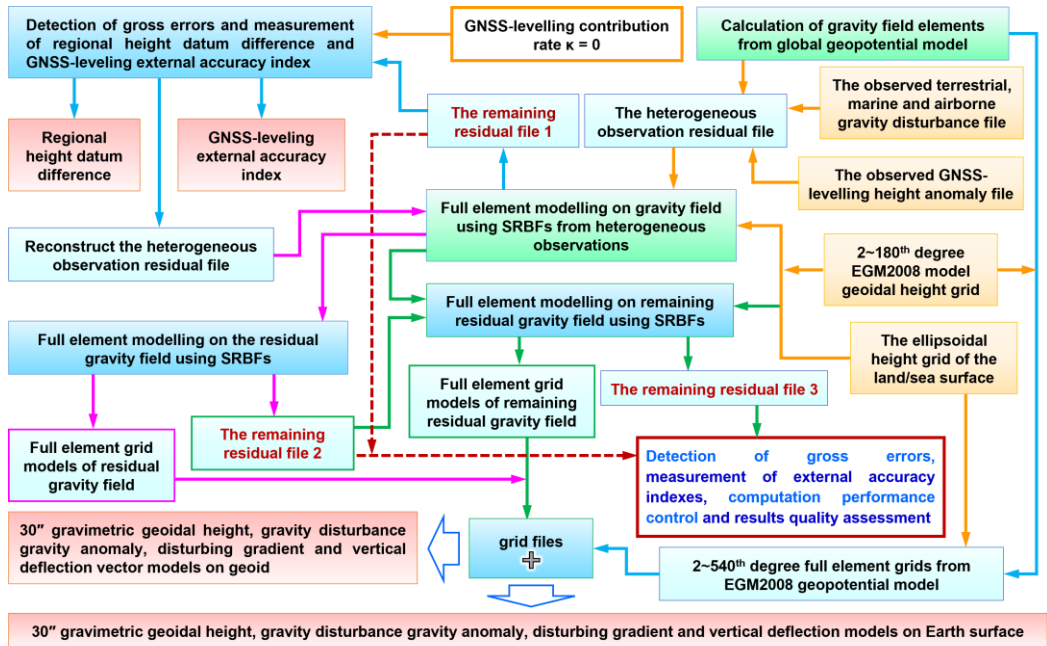 Detection of gross errors and measurement
of regional height datum difference and
GNSS-leveling external accuracy index
GNSS-levelling contribution
rate κ = 0
Calculation of gravity field elements
from global geopotential model
The remaining
residual file 1
The heterogeneous
observation residual file
The observed terrestrial,
marine and airborne
gravity disturbance file
Regional
height datum
difference
GNSS-leveling
external accuracy
index
The observed GNSS-
levelling height anomaly file
Full element modelling on gravity field
using SRBFs from heterogeneous
observations
Reconstruct the heterogeneous
observation residual file
2~180th degree
EGM2008 model
geoidal height grid
Full element modelling on remaining
residual gravity field using SRBFs
Full element modelling on the residual
gravity field using SRBFs
The ellipsoidal
height grid of the
land/sea surface
Full element grid
models of remaining
residual gravity field
The remaining residual file 3
Full element grid
models of residual
gravity field
The remaining
residual file 2
Detection of gross errors,
measurement of external accuracy
indexes, computation performance
control and results quality assessment
30″ gravimetric geoidal height, gravity disturbance
gravity anomaly, disturbing gradient and vertical
deflection vector models on geoid
grid files
+
2~540th degree full element grids from
EGM2008 geopotential model
30″ gravimetric geoidal height, gravity disturbance gravity anomaly, disturbing gradient and vertical deflection models on Earth surface